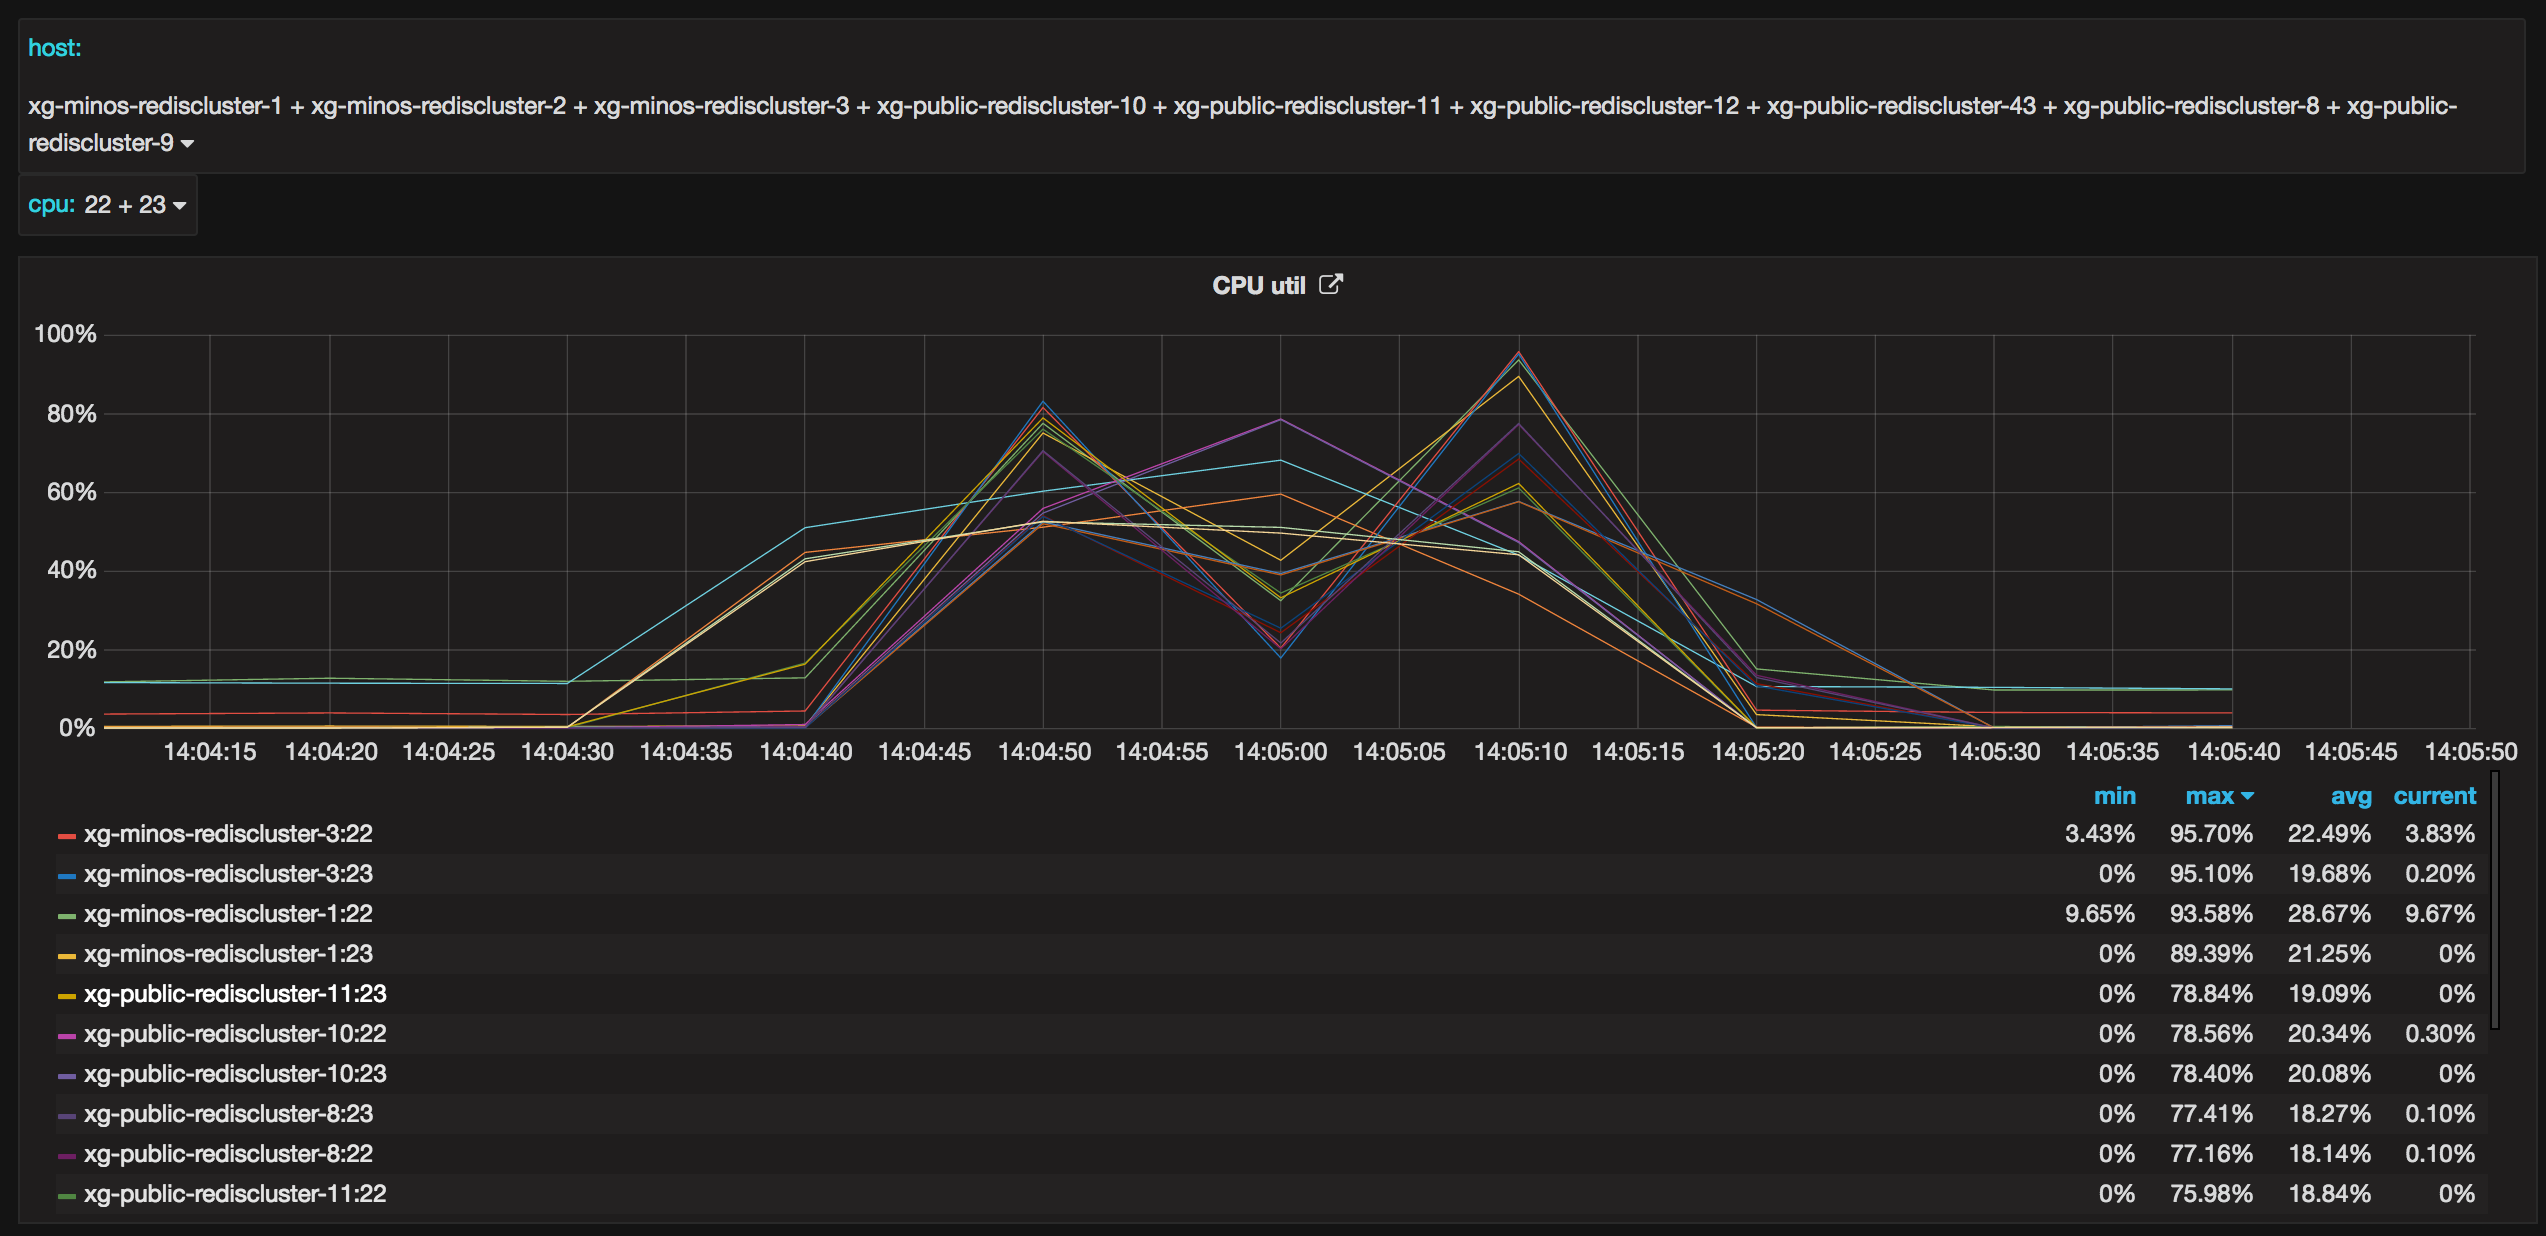 host:
xg-minos-rediscluster-1 + xg-minos-rediscluster-2 + xg-minos-rediscluster-3 + xg-public-rediscluster-10 + xg-public-rediscluster-11 + xg-public-rediscluster-12 + xg-public-rediscluster-43 + xg-public-rediscluster-8 + xg-public-
rediscluster-9
cpu: 22 + 23
CPU util
100%
80%
60%
40%
20%
0%
14:04:15 14:04:20 14:04:25 14:04:30 14:04:35 14:04:40 14:04:45 14:04:50 14:04:55 14:05:00 14:05:05 14:05:10 14:05:15 14:05:20 14:05:25 14:05:30 14:05:35 14:05:40 14:05:45 14:05:50
min max avg current
xg-minos-rediscluster-3:22 3.43% 95.70% 22.49% 3.83%
xg-minos-rediscluster-3:23 0% 95.10% 19.68% 0.20%
xg-minos-rediscluster-1:22 9.65% 93.58% 28.67% 9.67%
xg-minos-rediscluster-1:23 0% 89.39% 21.25% 0%
xg-public-rediscluster-11:23 0% 78.84% 19.09% 0%
xg-public-rediscluster-10:22 0% 78.56% 20.34% 0.30%
xg-public-rediscluster-10:23 0% 78.40% 20.08% 0%
xg-public-rediscluster-8:23 0% 77.41% 18.27% 0.10%
xg-public-rediscluster-8:22 0% 77.16% 18.14% 0.10%
xg-public-rediscluster-11:22 0% 75.98% 18.84% 0%